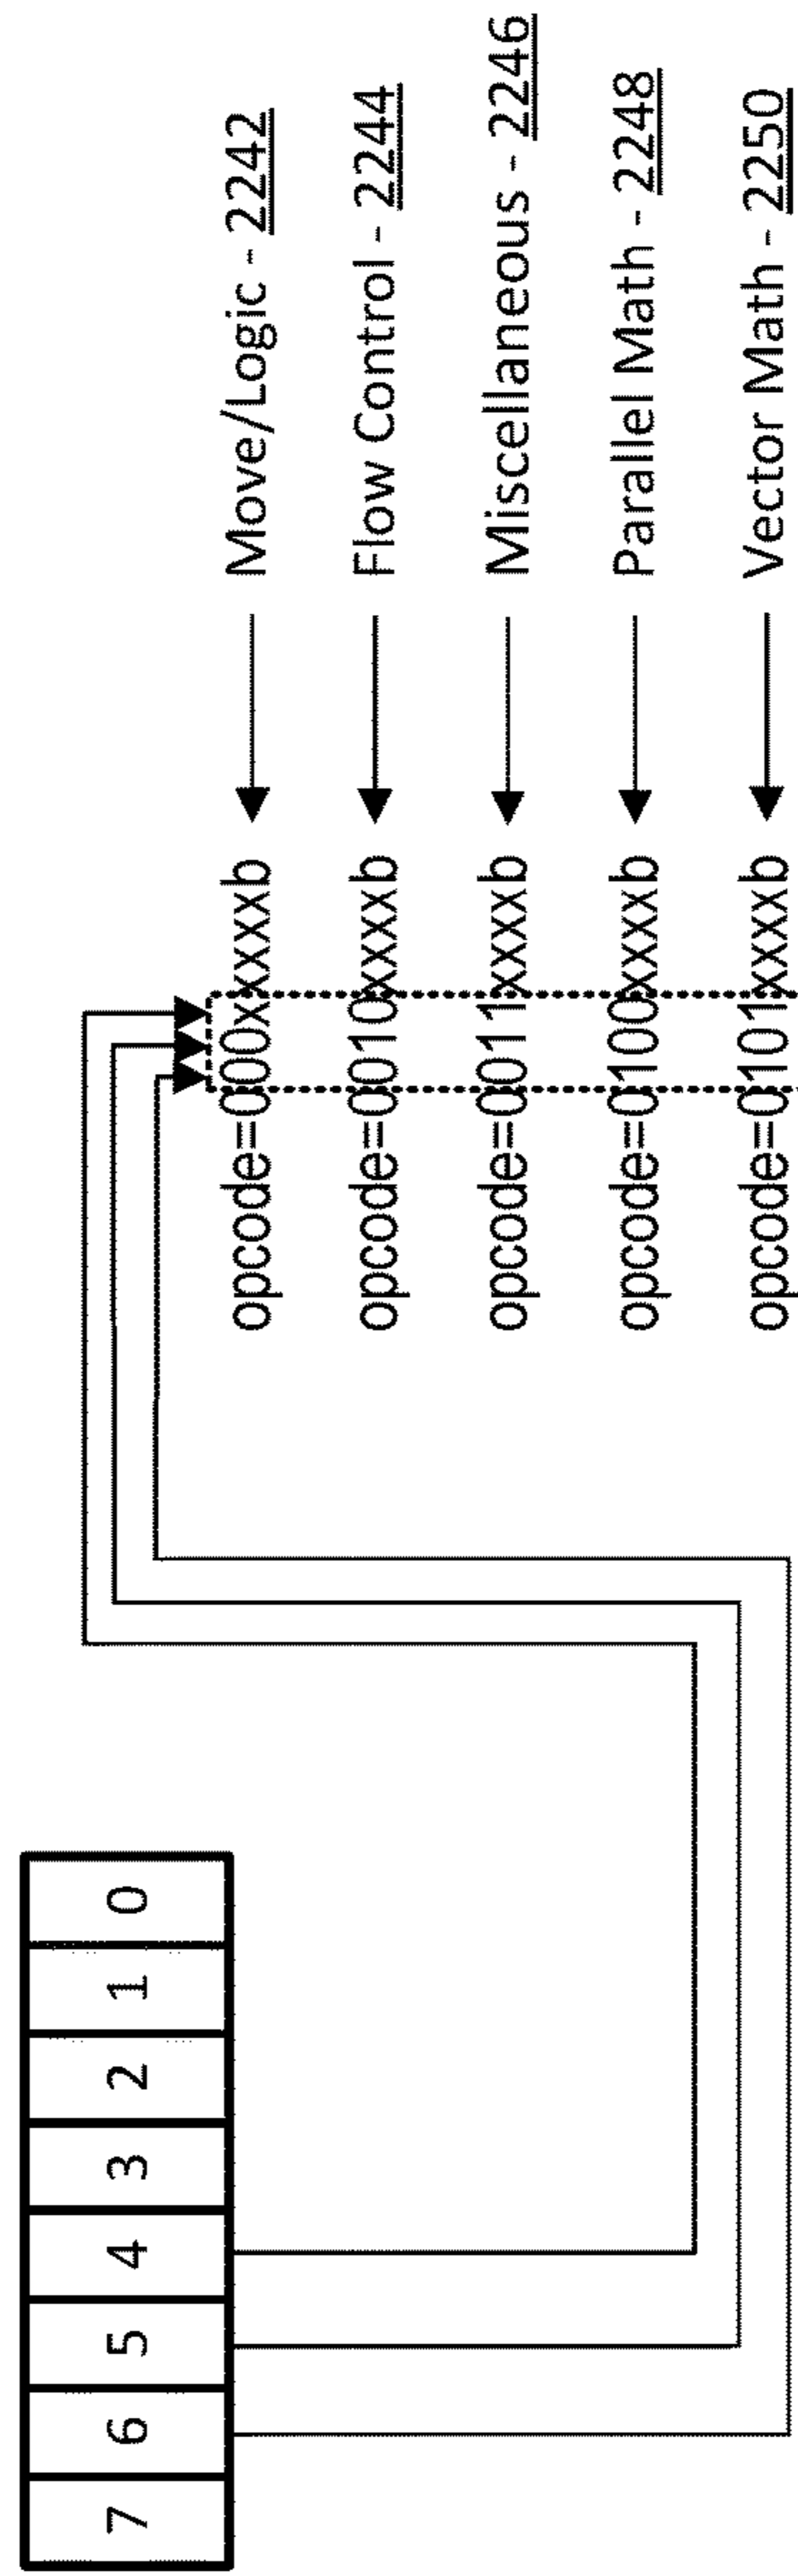 7 6 5 4 3 2 1 0
opcode=000xxxxxb Move/Logic - 2242
opcode=0010xxxxb Flow Control - 2244
opcode=0011xxxxb Miscellaneous - 2246
opcode=0100xxxxb Parallel Math - 2248
opcode=0101xxxxb Vector Math - 2250